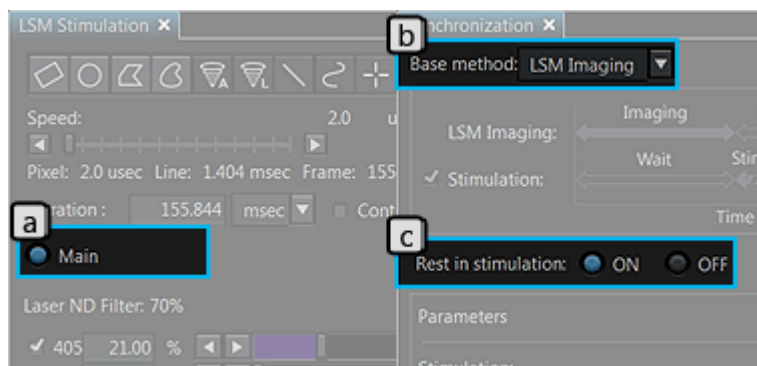 LSM Stimulation ×
Speed: 2.0 u
Pixel: 2.0 usec Line: 1.404 msec Frame: 155
ration : 155.844 msec Cont
a
Main
Laser ND Filter: 70%
405 21.00 %
nchronization ×
b
Base method: LSM Imaging
Imaging
LSM Imaging:
Wait Stir
Stimulation:
Time
c
Rest in stimulation: ON OFF
Parameters
Stimulation: